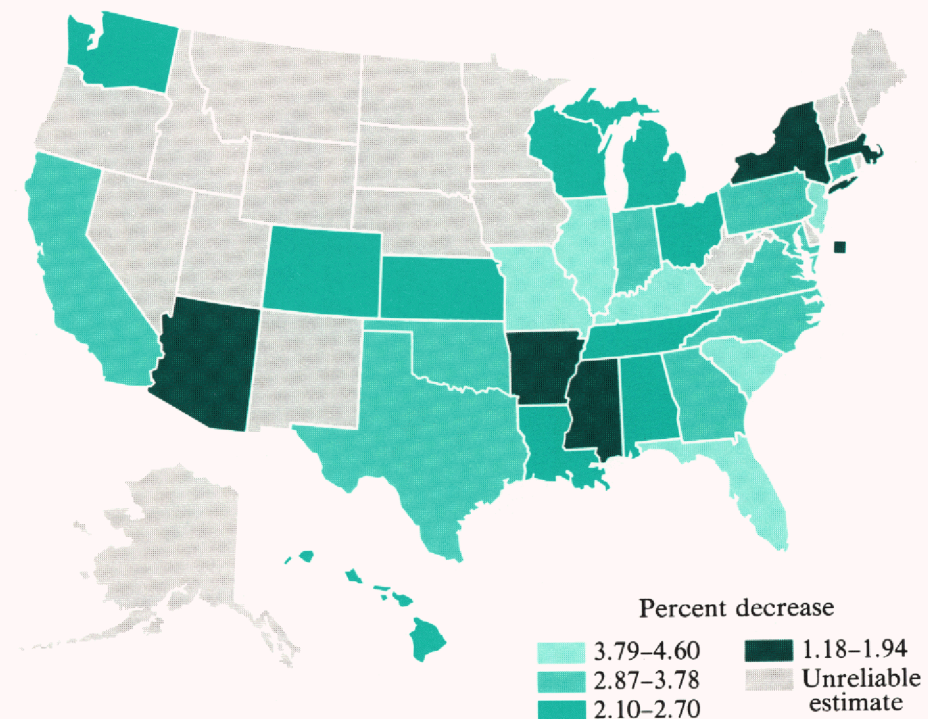 Percent decrease
3.79–4.60
2.87–3.78
2.10–2.70
1.18–1.94
Unreliable
estimate